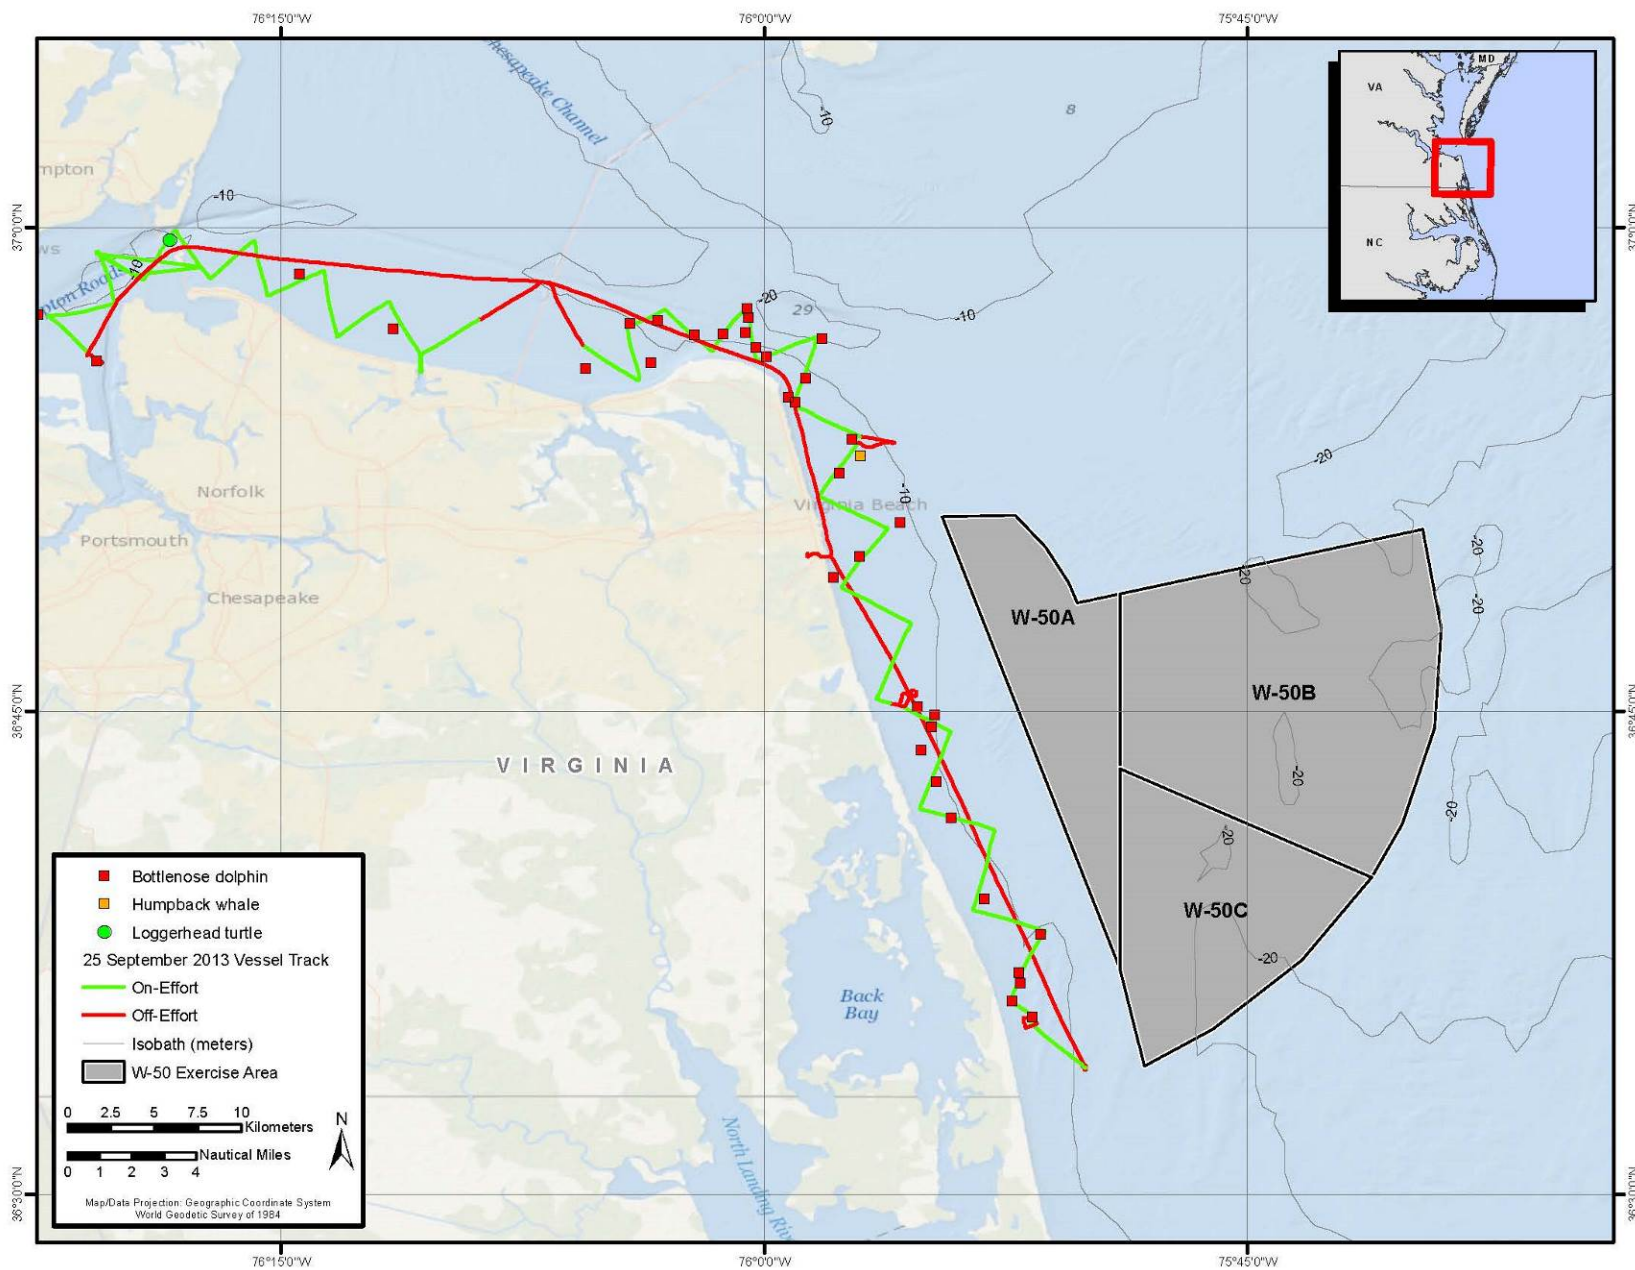 76°15'0"W
76°0'0"W
75°45'0"W
hesapeake Channel
-10
8
MD
VA
NC
mpton
-10
37°0'0"N
37°0'0"N
ws
pton Roads
-10
-20
29
-10
-20
Norfolk
Virginia Beach
-10
Portsmouth
-20
-20
Chesapeake
-20
W-50A
W-50B
36°45'0"N
36°45'0"N
VIRGINIA
-20
-20
-20
W-50C
-20
Back
Bay
North Landing Riv
Bottlenose dolphin
Humpback whale
Loggerhead turtle
25 September 2013 Vessel Track
On-Effort
Off-Effort
Isobath (meters)
W-50 Exercise Area
0 2.5 5 7.5 10
Kilometers
N
Nautical Miles
0 1 2 3 4
Map/Data Projection: Geographic Coordinate System
World Geodetic Survey of 1984
36°30'0"N
36°30'0"N
76°15'0"W
76°0'0"W
75°45'0"W